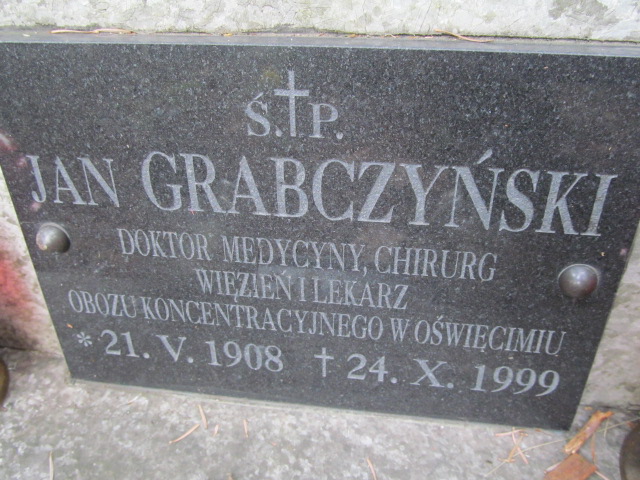 Ś.†P.
JAN GRABCZYŃSKI
DOKTOR MEDYCYNY, CHIRURG
WIĘZIEŃ I LEKARZ
OBOZU KONCENTRACYJNEGO W OŚWIĘCIMIU
* 21. V. 1908 † 24. X. 1999